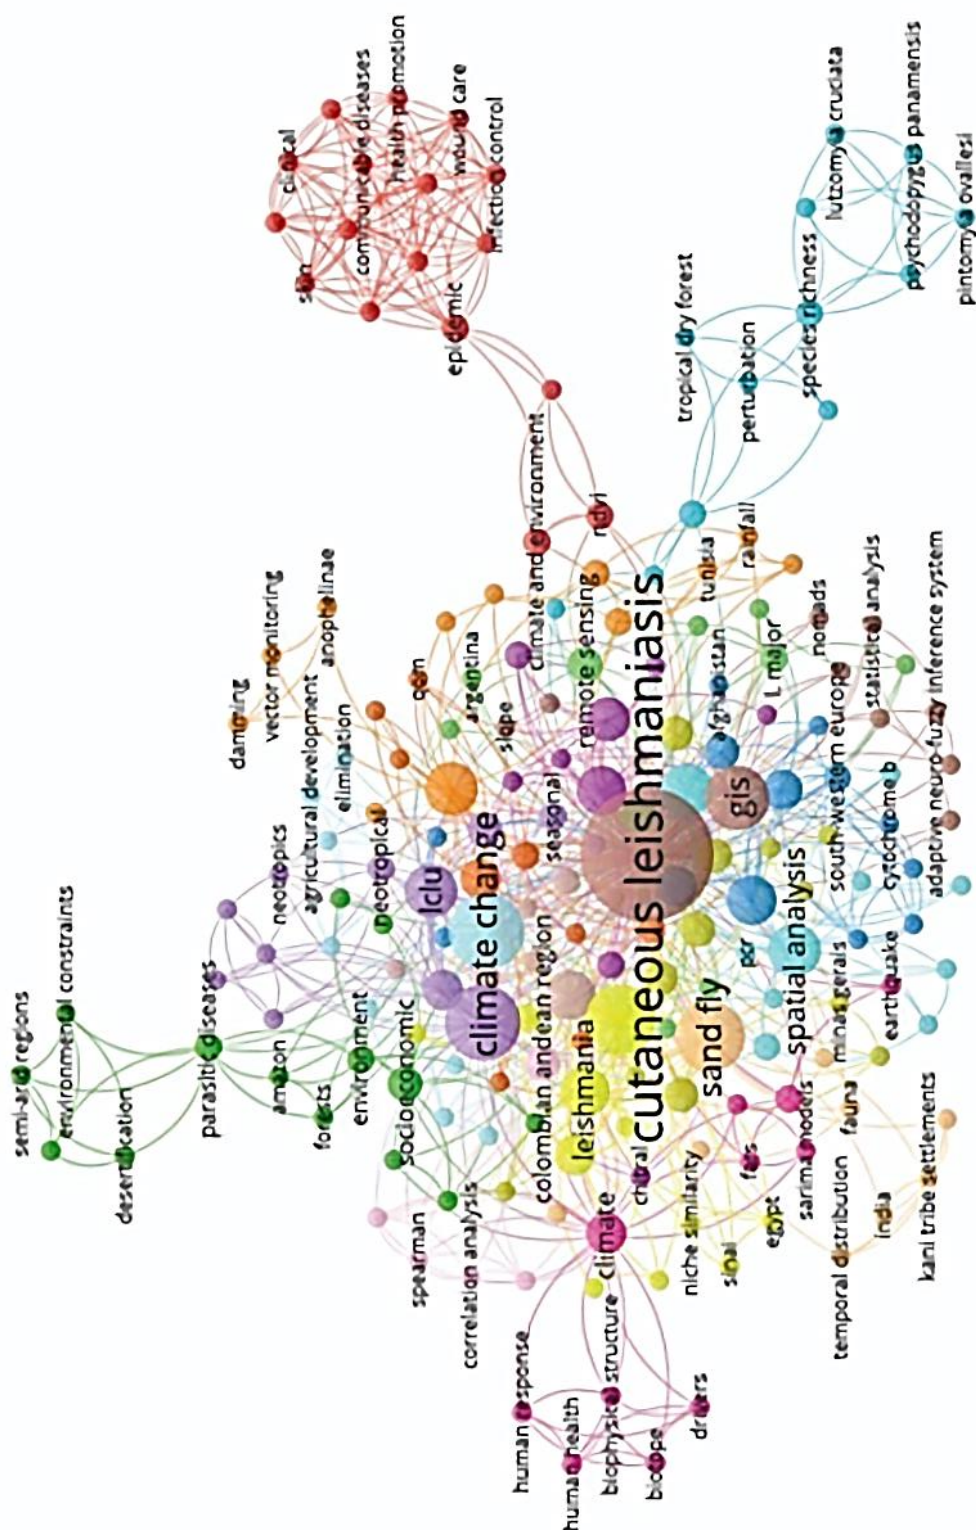 semi-arid regions
environmental constraints
desertification
parasitic diseases
damming
vector monitoring
neotropics
amazon
agricultural development
forests
anophelinae
elimination
environment
neotropical
socioeconomic
spearman
lclu
qgm
correlation analysis
argentina
climate change
slope
human response
seasonal
colombian andean region
human health
leishmania
remote sensing
climate and environment
epidemic
skin
clinical
communicable diseases
health promotion
wound care
infection control
ndvi
climate
biophysical structure
biotope
chitral
cutaneous leishmaniasis
niche similarity
drivers
tropical dry forest
tunisia
sand fly
afghanistan
sinai
gis
fars
pcr
perturbation
rainfall
egypt
L major
spatial analysis
sarima models
species richness
nomads
minas gerais
south western europe
temporal distribution
lutzomyia cruciata
fauna
statistical analysis
india
cytochrome b
earthquake
psychodopygus panamensis
kani tribe settlements
adaptive neuro-fuzzy inference system
pintomyia ovallesi